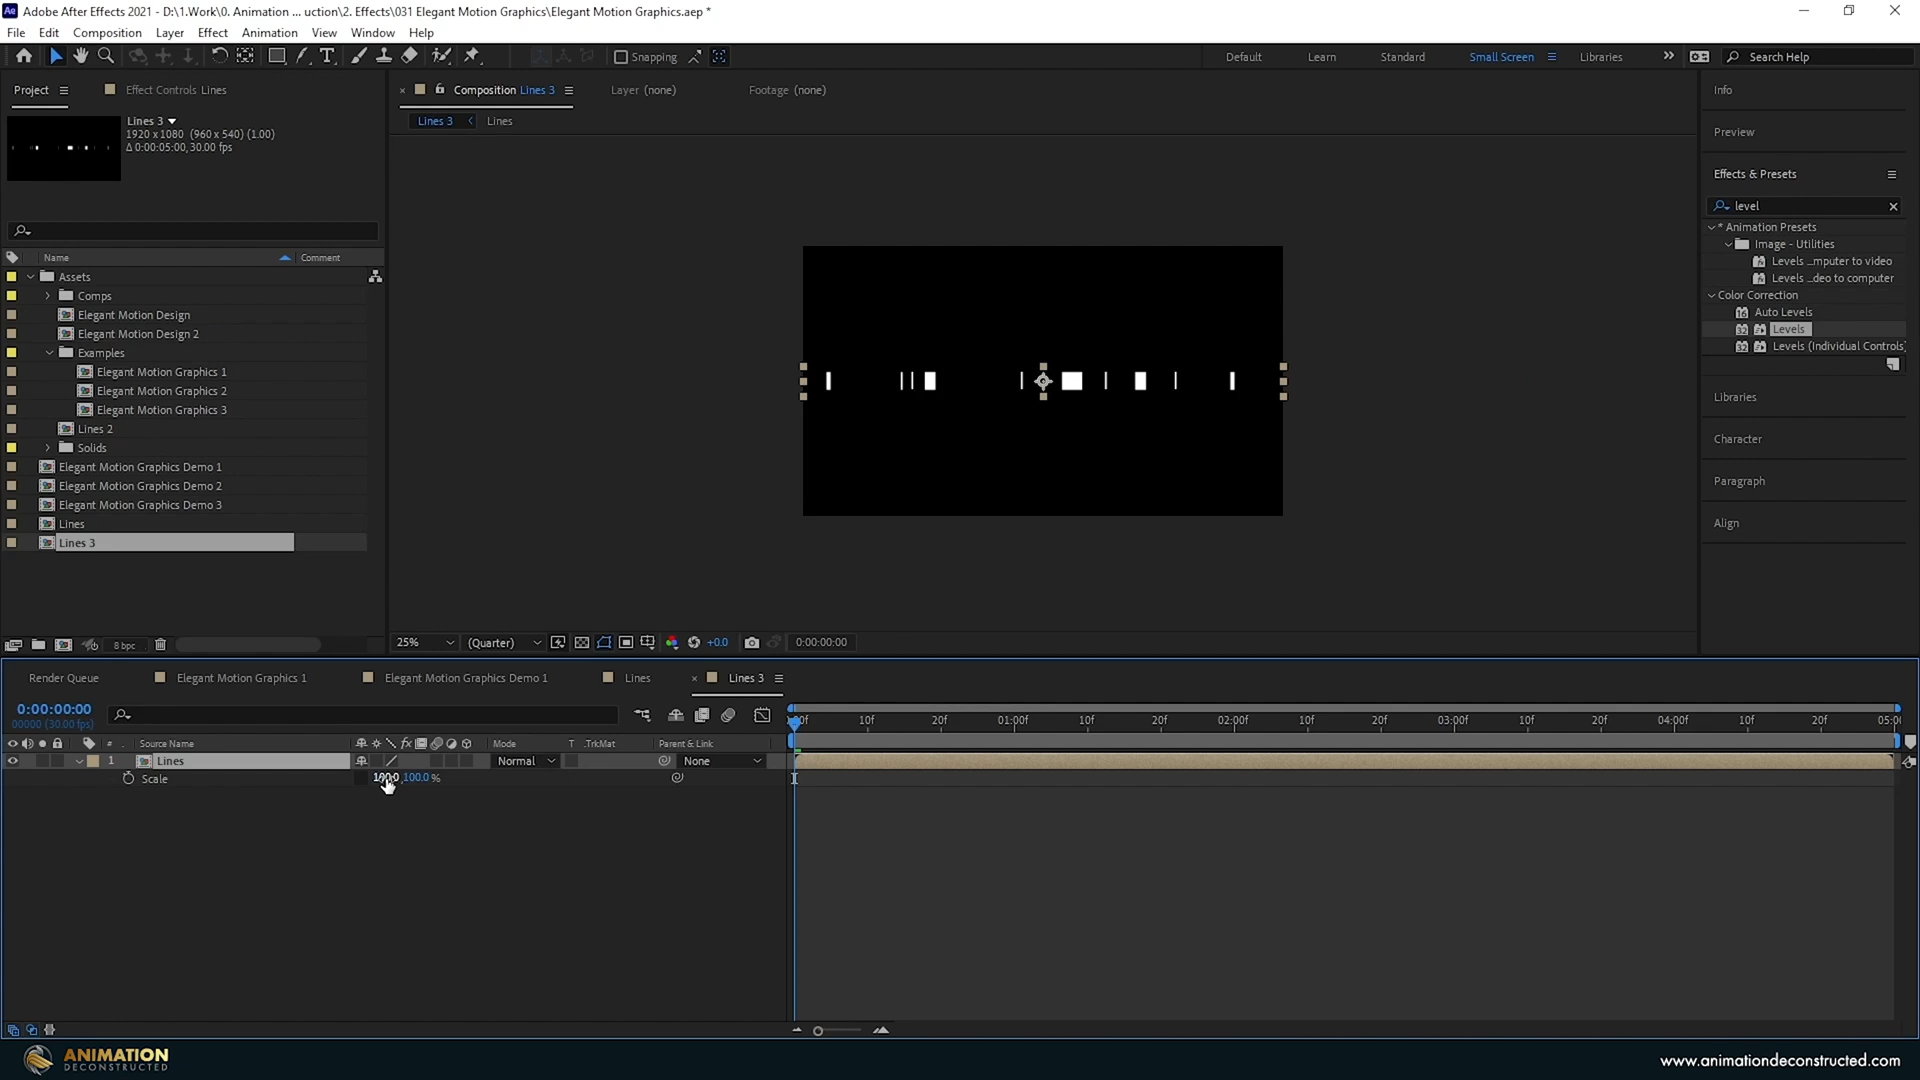 Adobe After Effects 2021 - D:\1.Work\0. Animation ... uction\2. Effects\031 Elegant Motion Graphics\Elegant Motion Graphics.aep *
File Edit Composition Layer Effect Animation View Window Help
Snapping
Default Learn Standard Small Screen Libraries
Search Help
Project
Effect Controls Lines
Composition Lines 3
Layer (none)
Footage (none)
Lines 3
1920 x 1080 (960 x 540) (1.00)
Δ 0:00:05:00, 30.00 fps
Lines 3 Lines
Name Comment
Assets
Comps
Elegant Motion Design
Elegant Motion Design 2
Examples
Elegant Motion Graphics 1
Elegant Motion Graphics 2
Elegant Motion Graphics 3
Lines 2
Solids
Elegant Motion Graphics Demo 1
Elegant Motion Graphics Demo 2
Elegant Motion Graphics Demo 3
Lines
Lines 3
8 bpc
25% (Quarter) +0.0 0:00:00:00
Info
Preview
Effects & Presets
level
* Animation Presets
Image - Utilities
Levels ...mputer to video
Levels ...deo to computer
Color Correction
Auto Levels
Levels
Levels (Individual Controls)
Libraries
Character
Paragraph
Align
Render Queue Elegant Motion Graphics 1 Elegant Motion Graphics Demo 1 Lines Lines 3
0:00:00:00
00000 (30.00 fps)
10f 20f 01:00f 10f 20f 02:00f 10f 20f 03:00f 10f 20f 04:00f 10f 20f
# Source Name Mode T .TrkMat Parent & Link
1 Lines Normal None
Scale 100.0, 100.0 %
ANIMATION
DECONSTRUCTED
www.animationdeconstructed.com